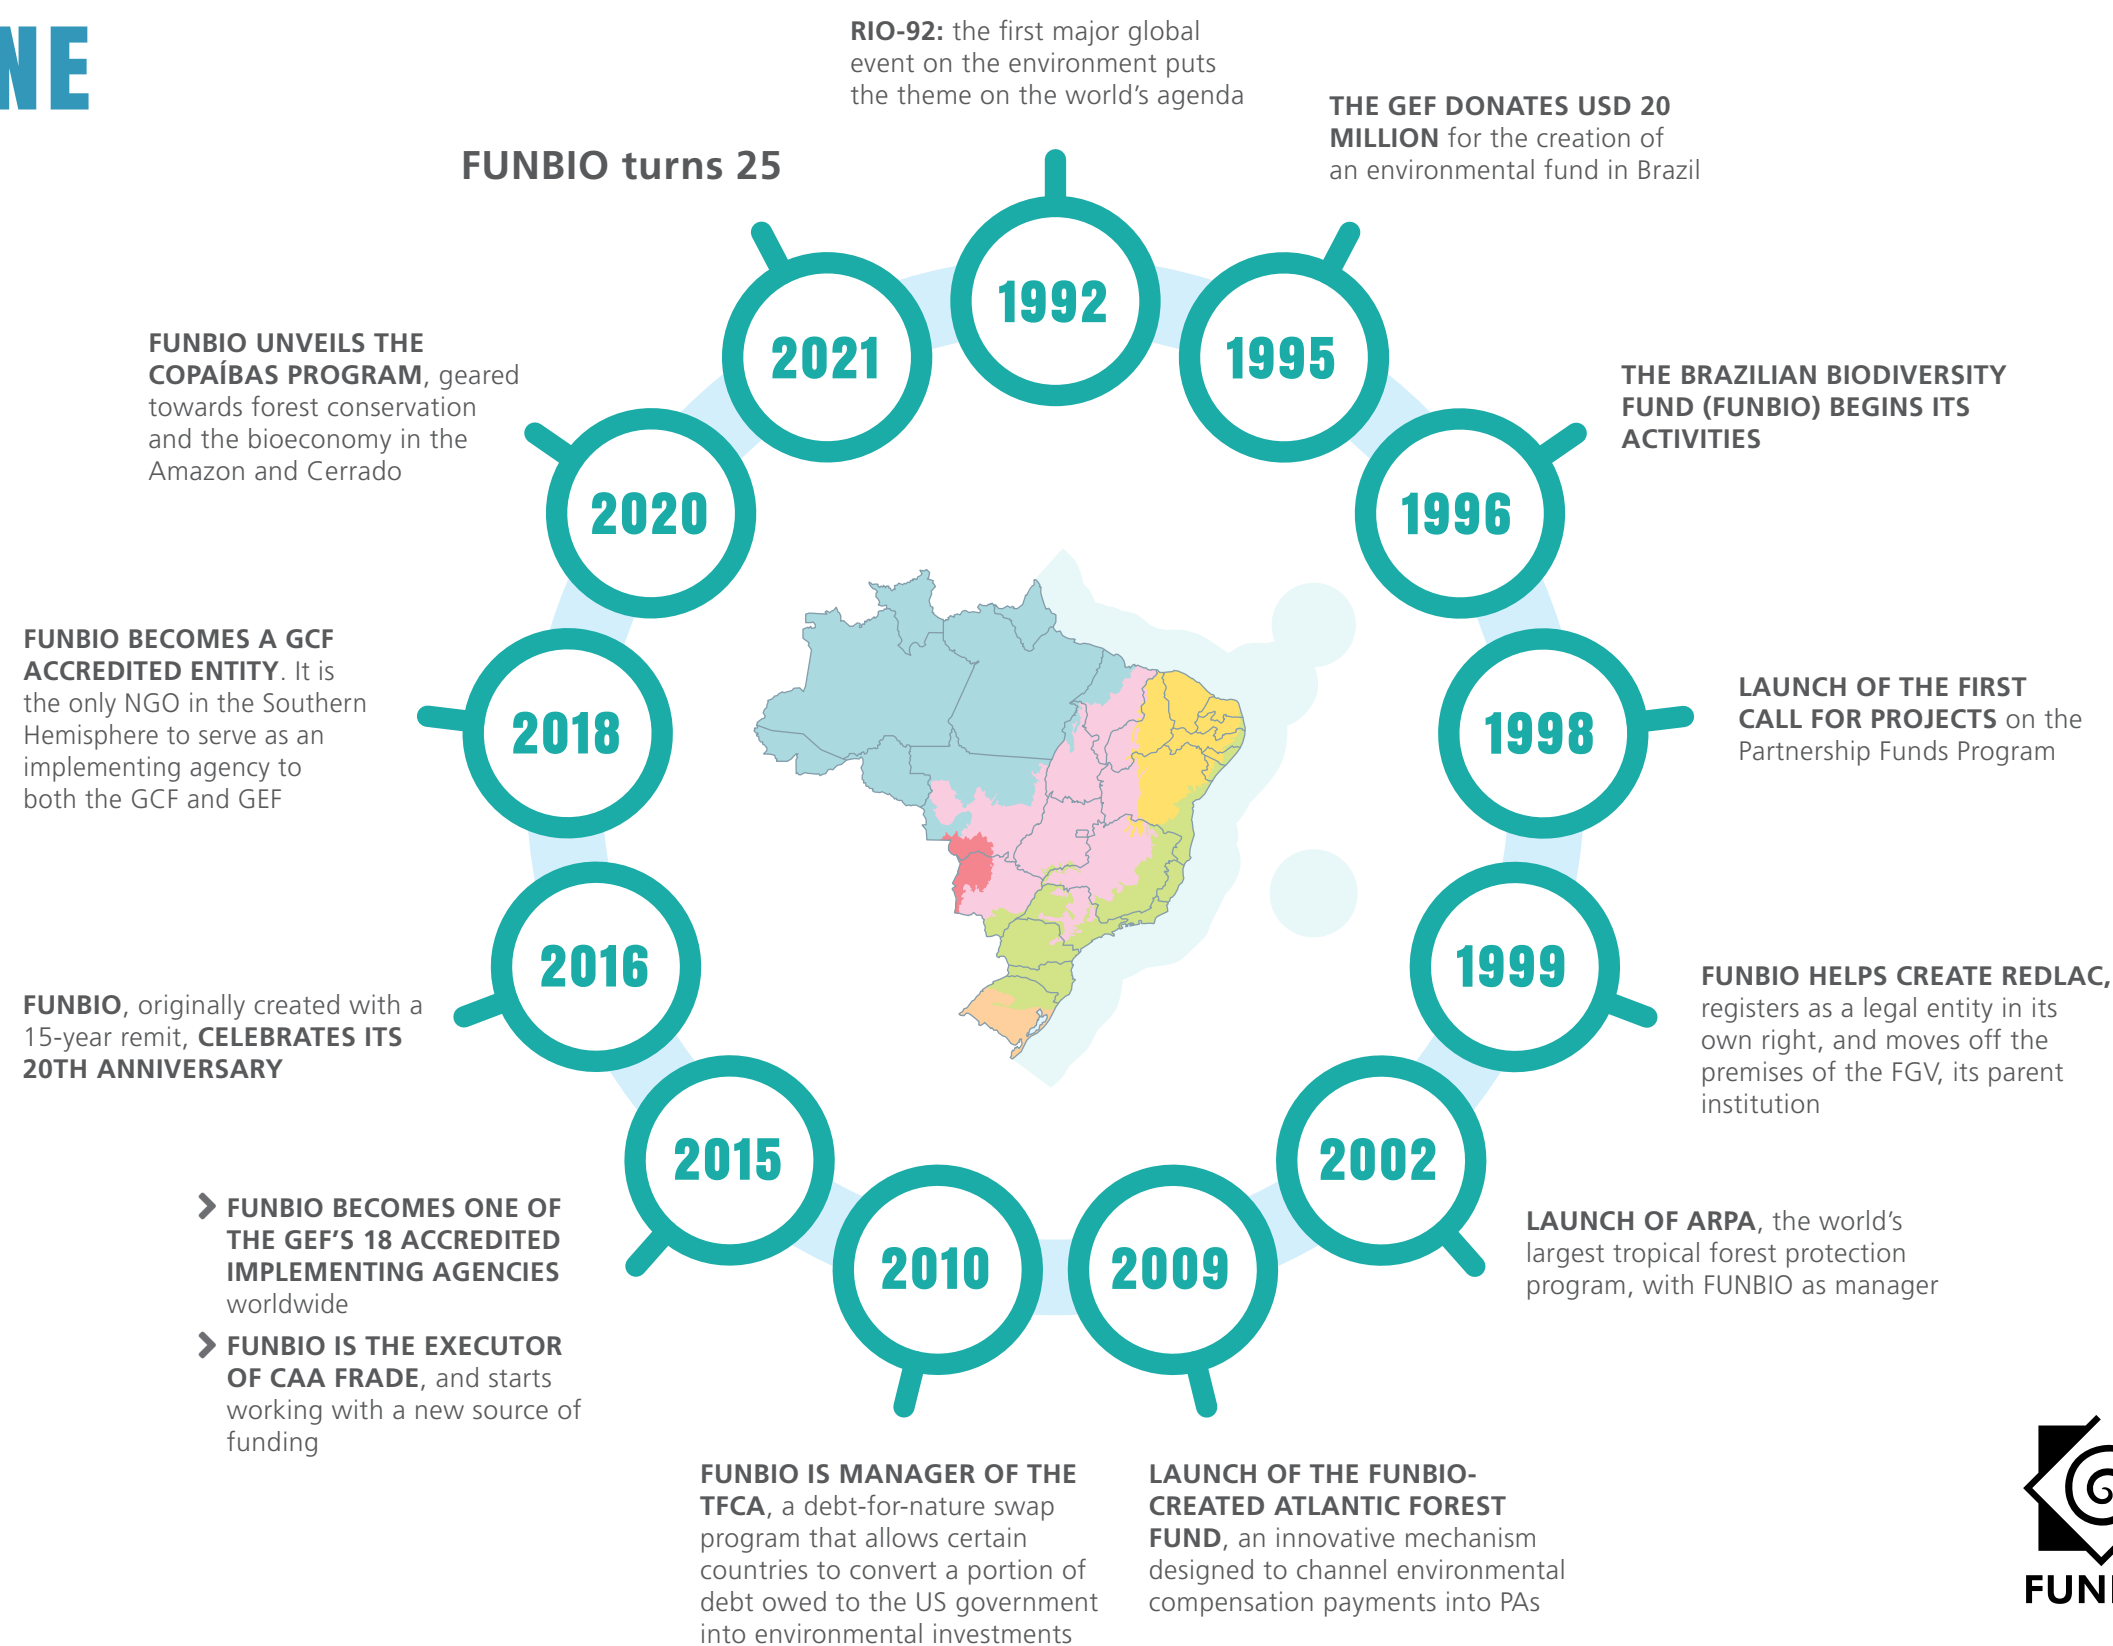 NE
RIO-92: the first major global
event on the environment puts
the theme on the world's agenda
1992
THE GEF DONATES USD 20
MILLION for the creation of
an environmental fund in Brazil
1995
THE BRAZILIAN BIODIVERSITY
FUND (FUNBIO) BEGINS ITS
ACTIVITIES
1996
LAUNCH OF THE FIRST
CALL FOR PROJECTS on the
Partnership Funds Program
1998
FUNBIO HELPS CREATE REDLAC,
registers as a legal entity in its
own right, and moves off the
premises of the FGV, its parent
institution
1999
LAUNCH OF ARPA, the world's
largest tropical forest protection
program, with FUNBIO as manager
2002
LAUNCH OF THE FUNBIO-
CREATED ATLANTIC FOREST
FUND, an innovative mechanism
designed to channel environmental
compensation payments into PAs
2009
FUNBIO IS MANAGER OF THE
TFCA, a debt-for-nature swap
program that allows certain
countries to convert a portion of
debt owed to the US government
into environmental investments
2010
FUNBIO BECOMES ONE OF
THE GEF'S 18 ACCREDITED
IMPLEMENTING AGENCIES
worldwide
FUNBIO IS THE EXECUTOR
OF CAA FRADE, and starts
working with a new source of
funding
2015
FUNBIO, originally created with a
15-year remit, CELEBRATES ITS
20TH ANNIVERSARY
2016
FUNBIO BECOMES A GCF
ACCREDITED ENTITY. It is
the only NGO in the Southern
Hemisphere to serve as an
implementing agency to
both the GCF and GEF
2018
FUNBIO UNVEILS THE
COPAÍBAS PROGRAM, geared
towards forest conservation
and the bioeconomy in the
Amazon and Cerrado
2020
FUNBIO turns 25
2021